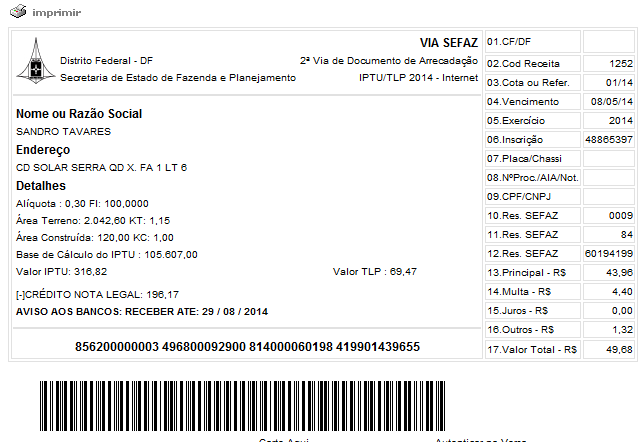 imprimir
VIA SEFAZ
Distrito Federal - DF
2ª Via de Documento de Arrecadação
Secretaria de Estado de Fazenda e Planejamento
IPTU/TLP 2014 - Internet
Nome ou Razão Social
SANDRO TAVARES
Endereço
CD SOLAR SERRA QD X. FA 1 LT 6
Detalhes
Alíquota : 0,30 FI: 100,0000
Área Terreno: 2.042,60 KT: 1,15
Área Construída: 120,00 KC: 1,00
Base de Cálculo do IPTU : 105.607,00
Valor IPTU: 316,82 Valor TLP : 69,47
[-]CRÉDITO NOTA LEGAL: 196,17
AVISO AOS BANCOS: RECEBER ATE: 29 / 08 / 2014
856200000003 496800092900 814000060198 419901439655
01.CF/DF
02.Cod Receita 1252
03.Cota ou Refer. 01/14
04.Vencimento 08/05/14
05.Exercício 2014
06.Inscrição 48865397
07.Placa/Chassi
08.NºProc./AIA/Not.
09.CPF/CNPJ
10.Res. SEFAZ 0009
11.Res. SEFAZ 84
12.Res. SEFAZ 60194199
13.Principal - R$ 43,96
14.Multa - R$ 4,40
15.Juros - R$ 0,00
16.Outros - R$ 1,32
17.Valor Total - R$ 49,68